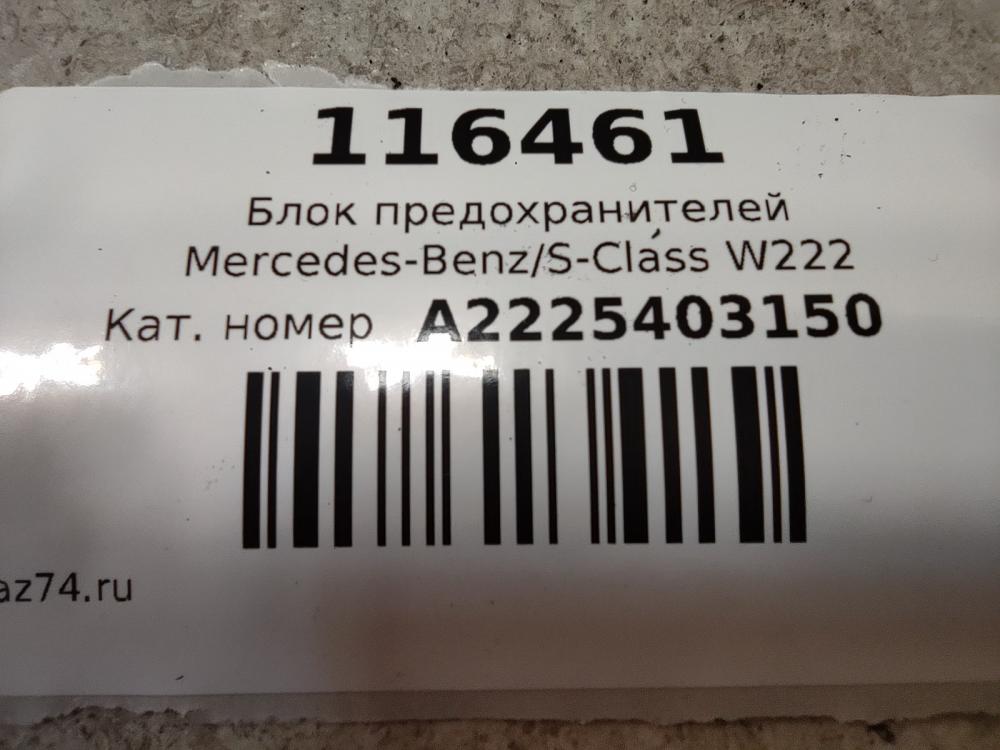 116461
Блок предохранителей
Mercedes-Benz/S-Class W222
Кат. номер A2225403150
az74.ru